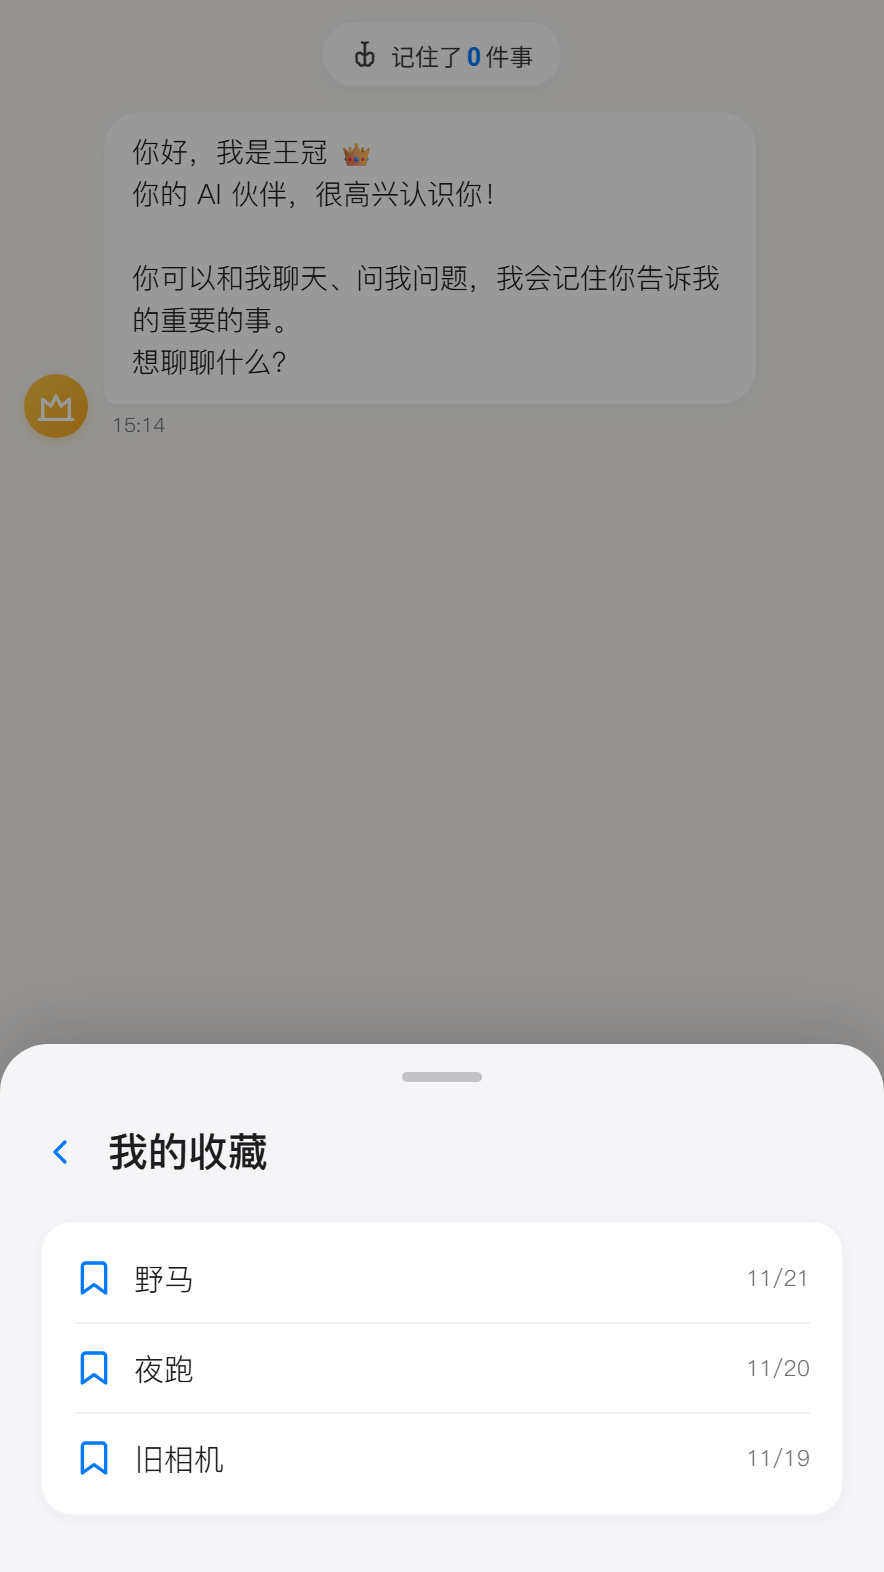 记住了0件事
你好，我是王冠 👑
你的 AI 伙伴，很高兴认识你！
你可以和我聊天、问我问题，我会记住你告诉我
的重要的事。
想聊聊什么？
15:14
我的收藏
野马 11/21
夜跑 11/20
旧相机 11/19